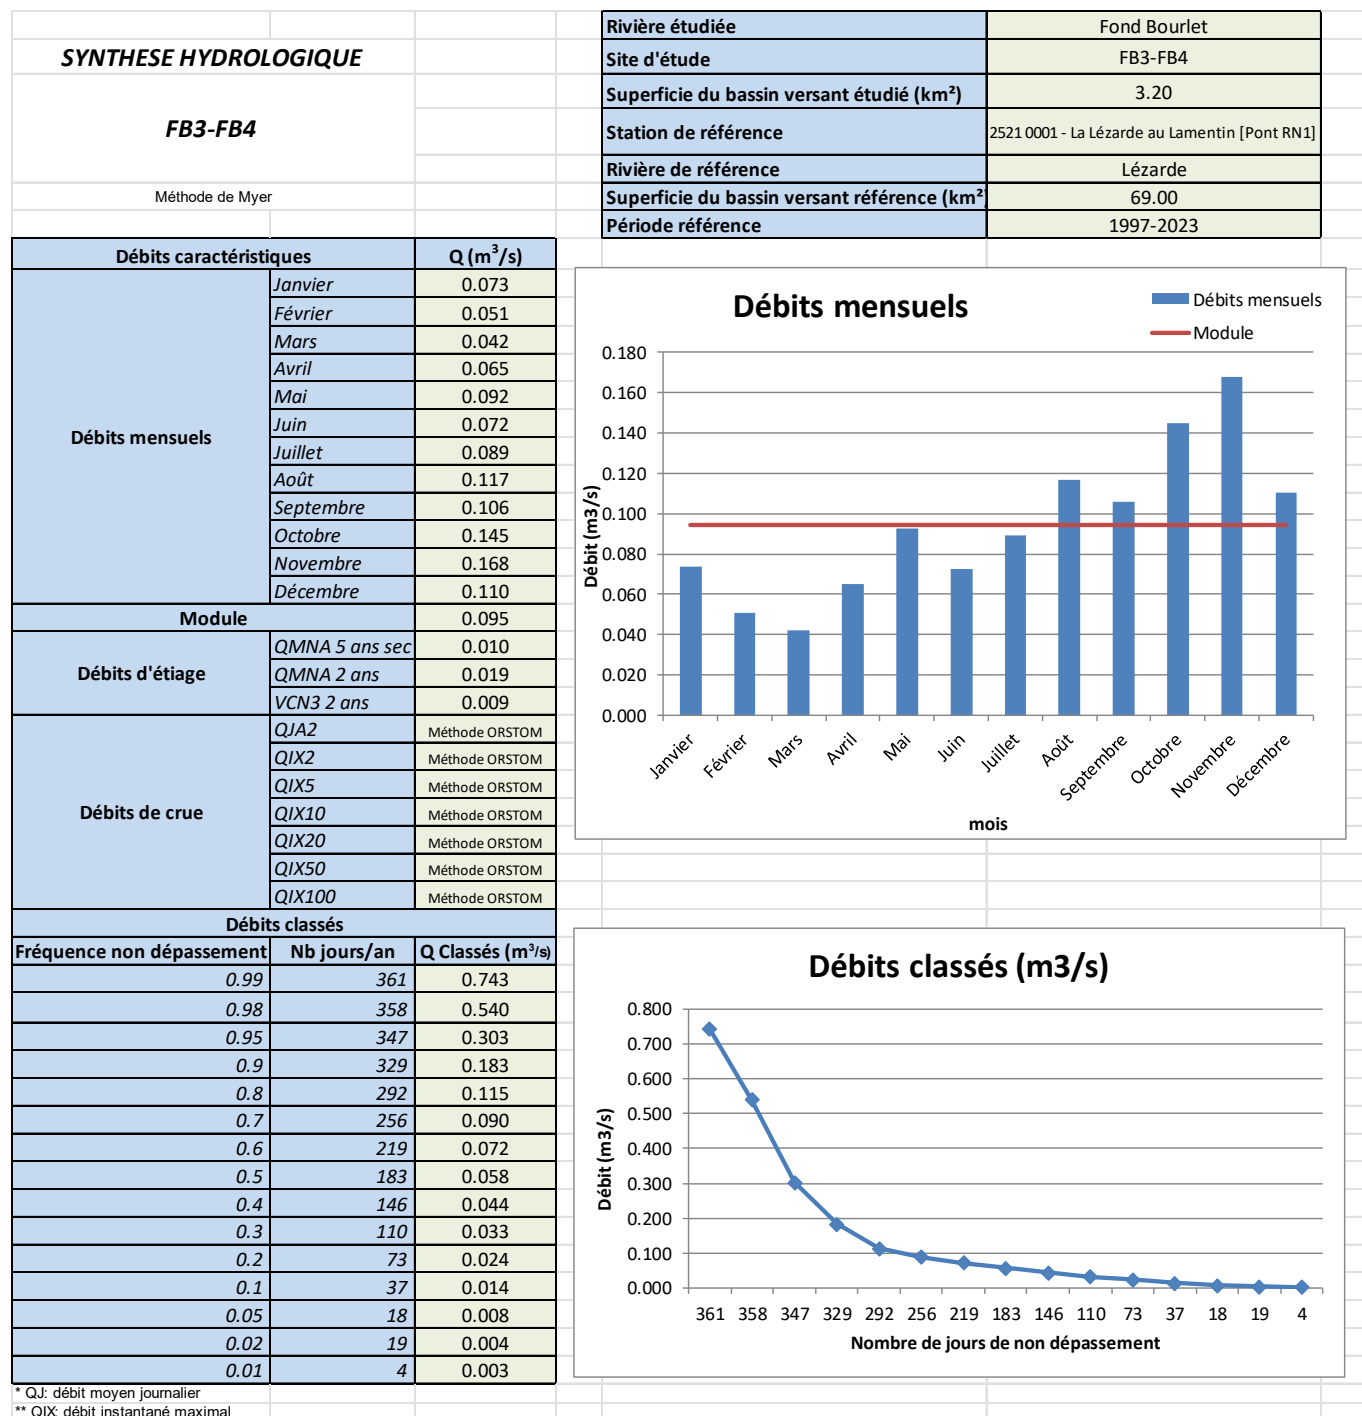 SYNTHESE HYDROLOGIQUE
FB3-FB4
Méthode de Myer
Rivière étudiée Fond Bourlet
Site d'étude FB3-FB4
Superficie du bassin versant étudié (km²) 3.20
Station de référence 2521 0001 - La Lézarde au Lamentin [Pont RN1]
Rivière de référence Lézarde
Superficie du bassin versant référence (km² 69.00
Période référence 1997-2023
Débits caractéristiques Q (m³/s)
Débits mensuels
Janvier 0.073
Février 0.051
Mars 0.042
Avril 0.065
Mai 0.092
Juin 0.072
Juillet 0.089
Août 0.117
Septembre 0.106
Octobre 0.145
Novembre 0.168
Décembre 0.110
Module 0.095
Débits d'étiage
QMNA 5 ans sec 0.010
QMNA 2 ans 0.019
VCN3 2 ans 0.009
Débits de crue
QJA2 Méthode ORSTOM
QIX2 Méthode ORSTOM
QIX5 Méthode ORSTOM
QIX10 Méthode ORSTOM
QIX20 Méthode ORSTOM
QIX50 Méthode ORSTOM
QIX100 Méthode ORSTOM
Débits classés
Fréquence non dépassement Nb jours/an Q Classés (m³/s)
0.99 361 0.743
0.98 358 0.540
0.95 347 0.303
0.9 329 0.183
0.8 292 0.115
0.7 256 0.090
0.6 219 0.072
0.5 183 0.058
0.4 146 0.044
0.3 110 0.033
0.2 73 0.024
0.1 37 0.014
0.05 18 0.008
0.02 19 0.004
0.01 4 0.003
* QJ: débit moyen journalier
** QIX: débit instantané maximal
Débits mensuels
Débits mensuels
Module
Débit (m3/s)
0.180
0.160
0.140
0.120
0.100
0.080
0.060
0.040
0.020
0.000
Janvier Février Mars Avril Mai Juin Juillet Août Septembre Octobre Novembre Décembre
mois
Débits classés (m3/s)
Débit (m3/s)
0.800
0.700
0.600
0.500
0.400
0.300
0.200
0.100
0.000
361 358 347 329 292 256 219 183 146 110 73 37 18 19 4
Nombre de jours de non dépassement